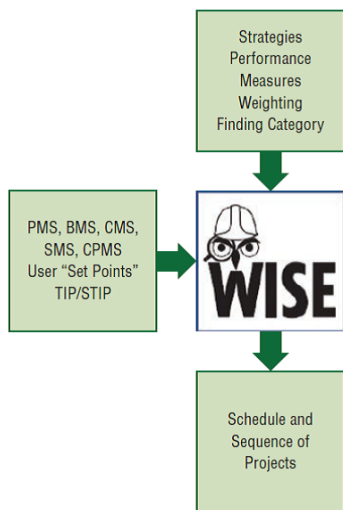 Strategies
Performance
Measures
Weighting
Finding Category
PMS, BMS, CMS,
SMS, CPMS
User “Set Points”
TIP/STIP
WISE
Schedule and
Sequence of
Projects